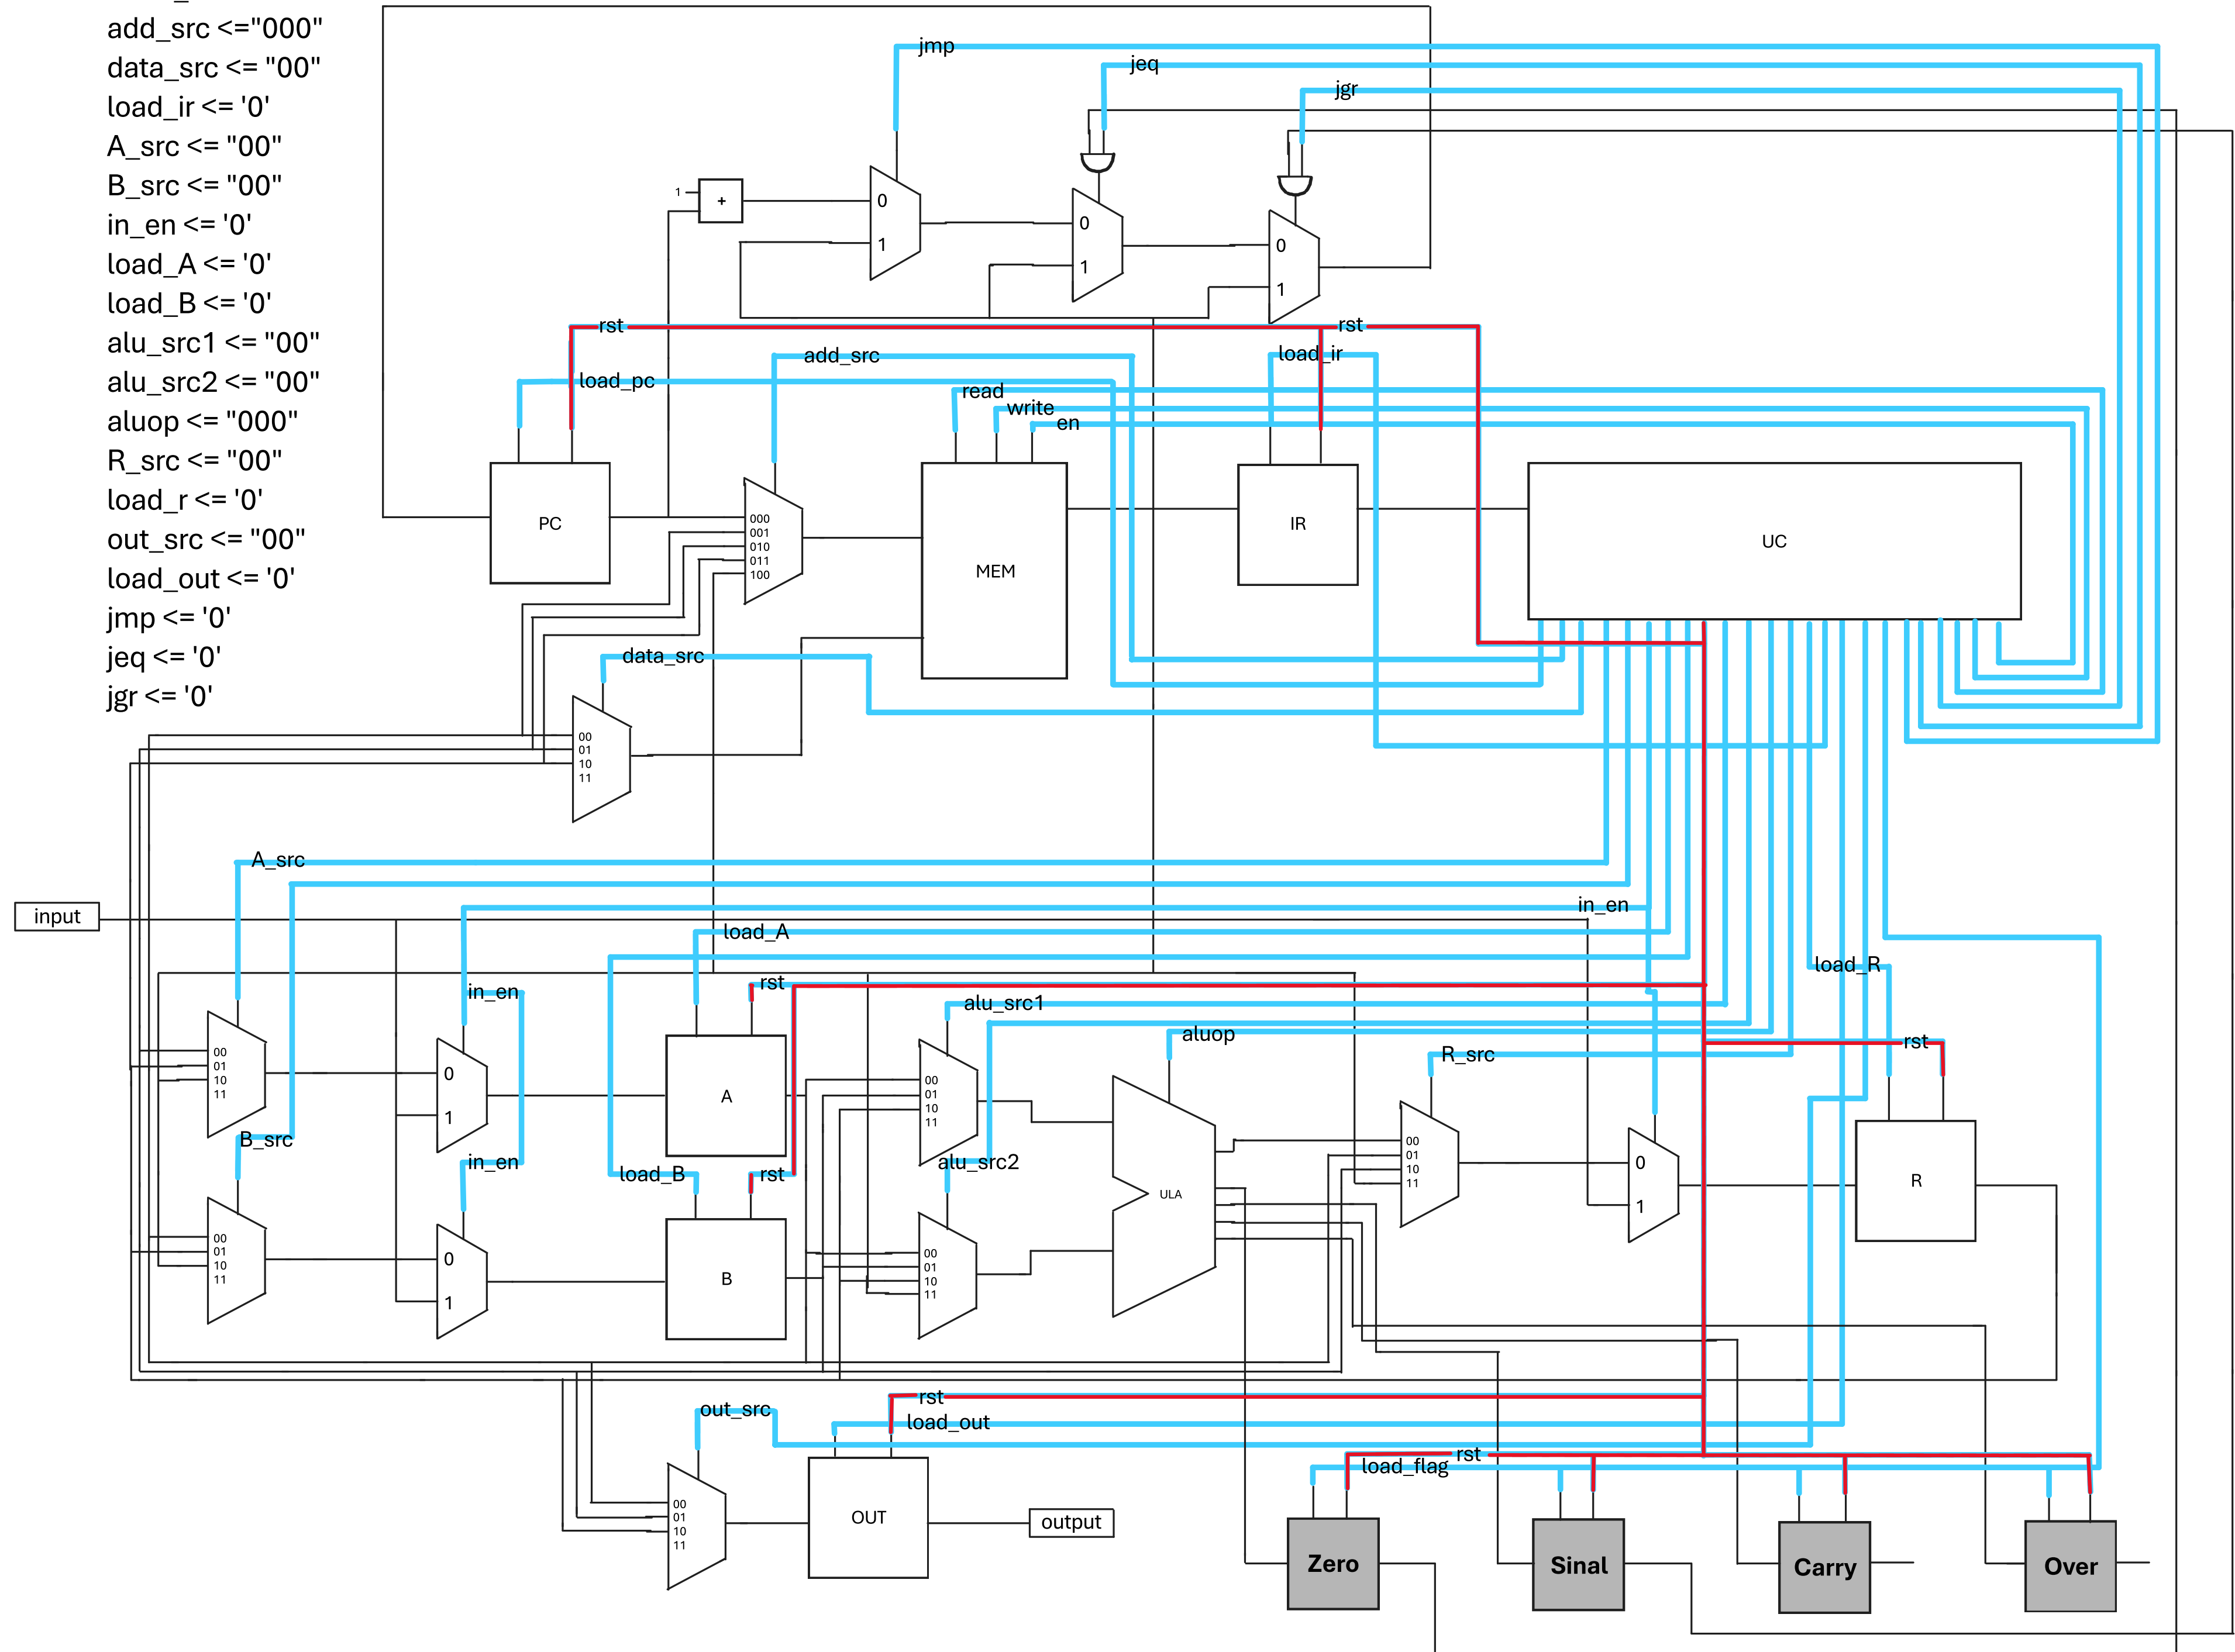 add_src <="000"
data_src <= "00"
load_ir <= '0'
A_src <= "00"
B_src <= "00"
in_en <= '0'
load_A <= '0'
load_B <= '0'
alu_src1 <= "00"
alu_src2 <= "00"
aluop <= "000"
R_src <= "00"
load_r <= '0'
out_src <= "00"
load_out <= '0'
jmp <= '0'
jeq <= '0'
jgr <= '0'
jmp
jeq
jgr
1
+
0
1
0
1
0
1
rst
rst
add_src
load_ir
load_pc
read
write
en
PC
000
001
010
011
100
MEM
IR
UC
data_src
00
01
10
11
A_src
input
in_en
load_A
load_R
in_en
rst
alu_src1
aluop
rst
R_src
00
01
10
11
0
1
A
00
01
10
11
B_src
in_en
load_B
rst
alu_src2
ULA
00
01
10
11
0
1
R
00
01
10
11
0
1
B
00
01
10
11
rst
out_src
load_out
rst
load_flag
00
01
10
11
OUT
output
Zero
Sinal
Carry
Over